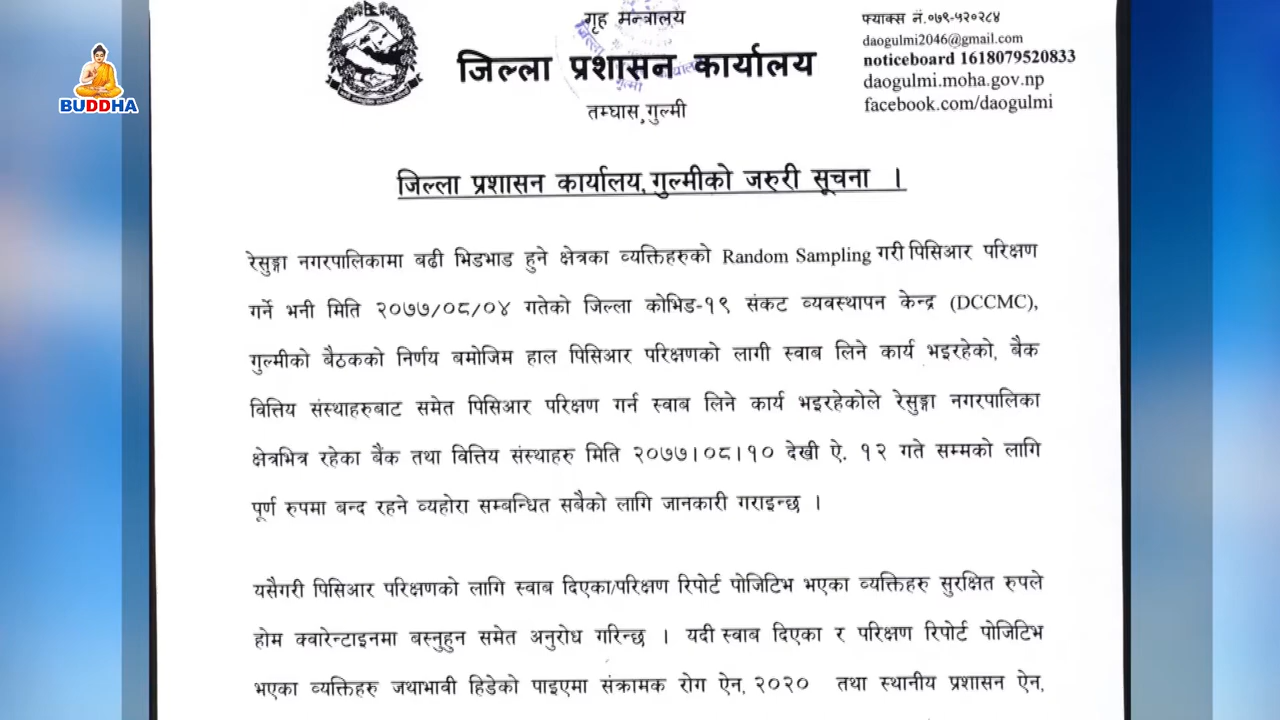 BUDDHA
गृह मन्त्रालय
जिल्ला प्रशासन कार्यालय
तम्घास,गुल्मी
फ्याक्स नं.०७९-५२०२८४
daogulmi2046@gmail.com
noticeboard 1618079520833
daogulmi.moha.gov.np
facebook.com/daogulmi
जिल्ला प्रशासन कार्यालय,गुल्मीको जरुरी सूचना ।
रेसुङ्गा नगरपालिकामा बढी भिडभाड हुने क्षेत्रका व्यक्तिहरुको Random Sampling गरी पिसिआर परिक्षण
गर्ने भनी मिति २०७७/०८/०४ गतेको जिल्ला कोभिड-१९ संकट व्यवस्थापन केन्द्र (DCCMC),
गुल्मीको बैठकको निर्णय बमोजिम हाल पिसिआर परिक्षणको लागी स्वाब लिने कार्य भइरहेको, बैक
वित्तिय संस्थाहरुबाट समेत पिसिआर परिक्षण गर्न स्वाब लिने कार्य भइरहेकोले रेसुङ्गा नगरपालिका
क्षेत्रभित्र रहेका बैंक तथा वित्तिय संस्थाहरु मिति २०७७।०८।१० देखी ऐ. १२ गते सम्मको लागि
पूर्ण रुपमा बन्द रहने व्यहोरा सम्बन्धित सबैको लागि जानकारी गराइन्छ ।
यसैगरी पिसिआर परिक्षणको लागि स्वाब दिएका/परिक्षण रिपोर्ट पोजिटिभ भएका व्यक्तिहरु सुरक्षित रुपले
होम क्वारेन्टाइनमा बस्नुहुन समेत अनुरोध गरिन्छ । यदी स्वाब दिएका र परिक्षण रिपोर्ट पोजिटिभ
भएका व्यक्तिहरु जथाभावी हिडेको पाइएमा संक्रामक रोग ऐन, २०२० तथा स्थानीय प्रशासन ऐन,